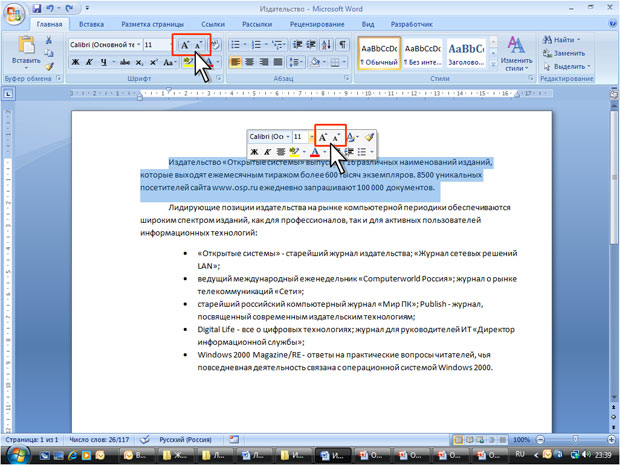 Издательство - Microsoft Word
Главная Вставка Разметка страницы Ссылки Рассылки Рецензирование Вид Разработчик
Calibri (Основной те 11
Вставить
Ж К Ч abc x₂ x² Aa
AaBbCcDc AaBbCcDc AaBbCc
¶ Обычный ¶ Без инте... Заголово...
Изменить стили
Найти
Заменить
Выделить
Буфер обмена Шрифт Абзац Стили Редактирование
Calibri (Ос 11
Ж К
Издательство «Открытые системы» 16 различных наименований изданий,
которые выходят ежемесячным тиражом более 600 тысяч экземпляров. 8500 уникальных
посетителей сайта www.osp.ru ежедневно запрашивают 100 000 документов.
Лидирующие позиции издательства на рынке компьютерной периодики обеспечиваются
широким спектром изданий, как для профессионалов, так и для активных пользователей
информационных технологий:
• «Открытые системы» - старейший журнал издательства; «Журнал сетевых решений
LAN»;
• ведущий международный еженедельник «Computerworld Россия»; журнал о рынке
телекоммуникаций «Сети»;
• старейший российский компьютерный журнал «Мир ПК»; Publish - журнал,
посвященный современным издательским технологиям;
• Digital Life - все о цифровых технологиях; журнал для руководителей ИТ «Директор
информационной службы»;
• Windows 2000 Magazine/RE - ответы на практические вопросы читателей, чья
повседневная деятельность связана с операционной системой Windows 2000.
Страница: 1 из 1 Число слов: 26/117 Русский (Россия) 100%
В... Ж... Л... Л... И... И... О... О... О... О... RU 23:39